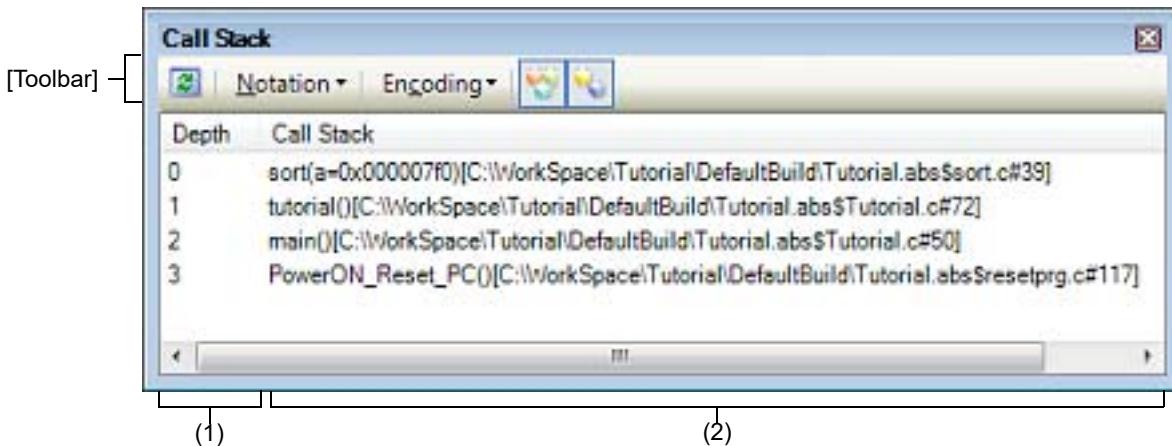 Call Stack
[Toolbar]
Notation Encoding
Depth Call Stack
0 sort(a=0x000007f0)[C:\WorkSpace\Tutorial\DefaultBuild\Tutorial.abs$sort.c#39]
1 tutorial()[C:\WorkSpace\Tutorial\DefaultBuild\Tutorial.abs$Tutorial.c#72]
2 main()[C:\WorkSpace\Tutorial\DefaultBuild\Tutorial.abs$Tutorial.c#50]
3 PowerON_Reset_PC()[C:\WorkSpace\Tutorial\DefaultBuild\Tutorial.abs$resetprg.c#117]
(1) (2)